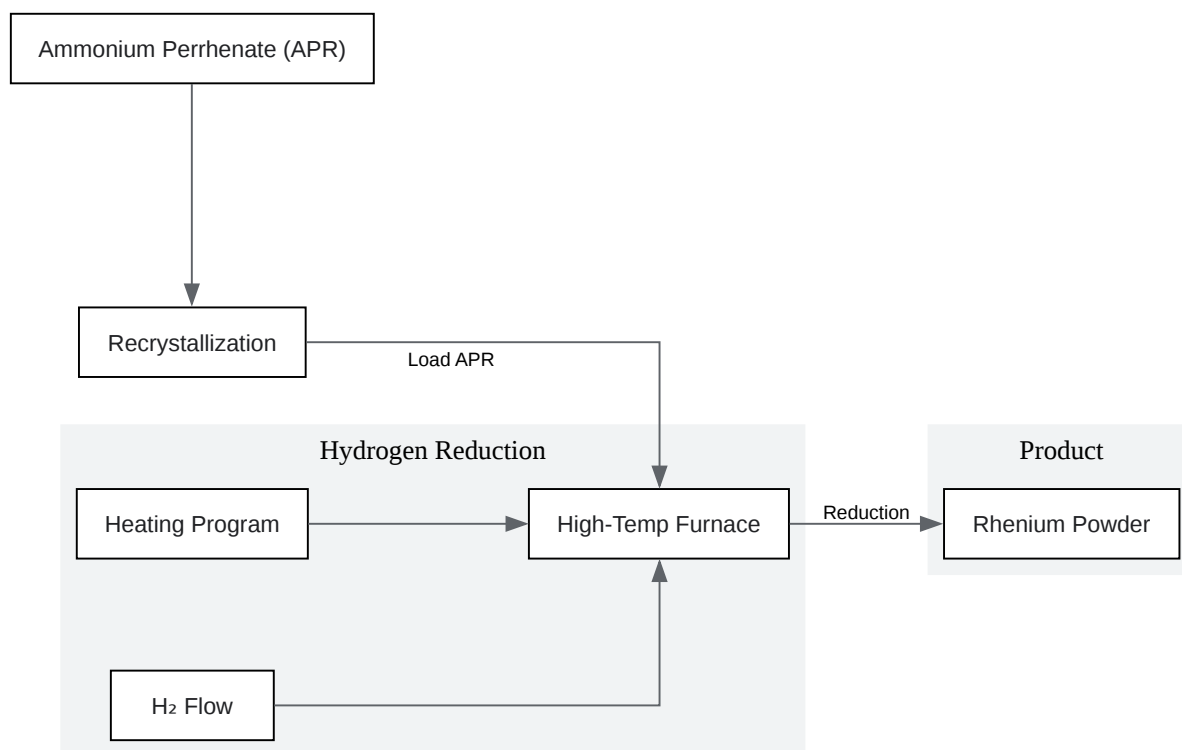 Ammonium Perrhenate (APR)
Recrystallization
Load APR
Hydrogen Reduction
Product
Heating Program
High-Temp Furnace
Reduction
Rhenium Powder
H₂ Flow